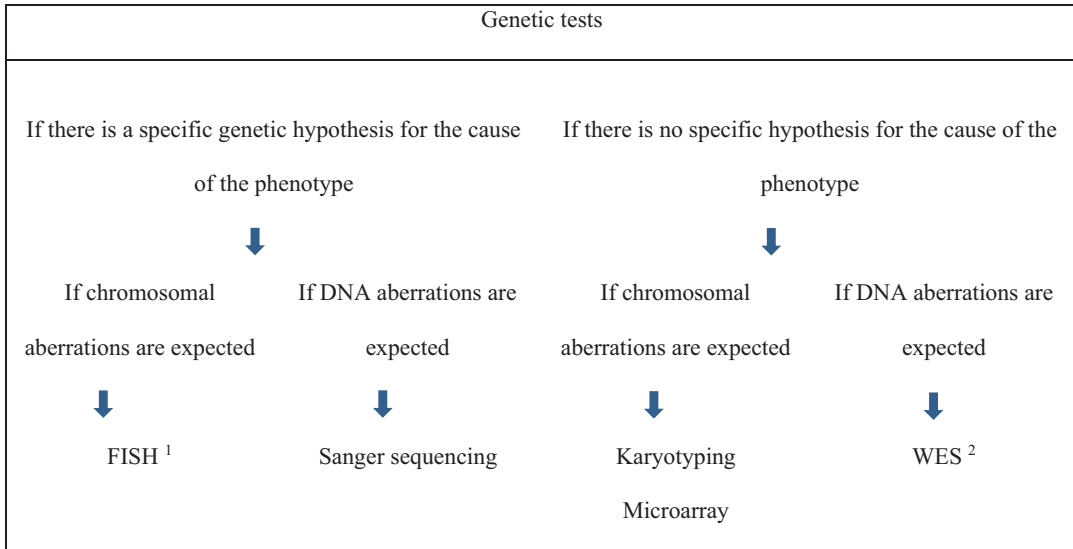 Genetic tests
If there is a specific genetic hypothesis for the cause
of the phenotype
If there is no specific hypothesis for the cause of the
phenotype
If chromosomal
aberrations are expected
If DNA aberrations are
expected
If chromosomal
aberrations are expected
If DNA aberrations are
expected
FISH ¹
Sanger sequencing
Karyotyping
Microarray
WES ²